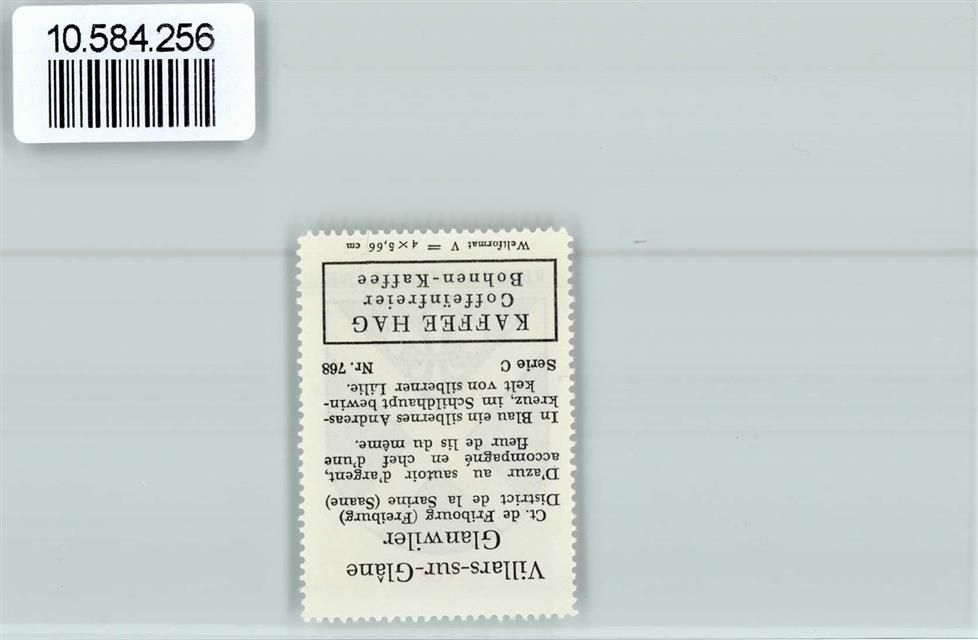 10.584.256
Villars-sur-Glâne
Glanwiler
Ct. de Fribourg (Freiburg)
District de la Sarine (Saane)
D'azur au sautoir d'argent,
accompagné en chef d'une
fleur de lis du même.
In Blau ein silbernes Andreas-
kreuz, im Schildhaupt bewin-
kelt von silberner Lilie.
Serie C Nr. 768
KAFFEE HAG
Coffeïnfreier
Bohnen-Kaffee
Weltformat V = 4 × 5,66 cm